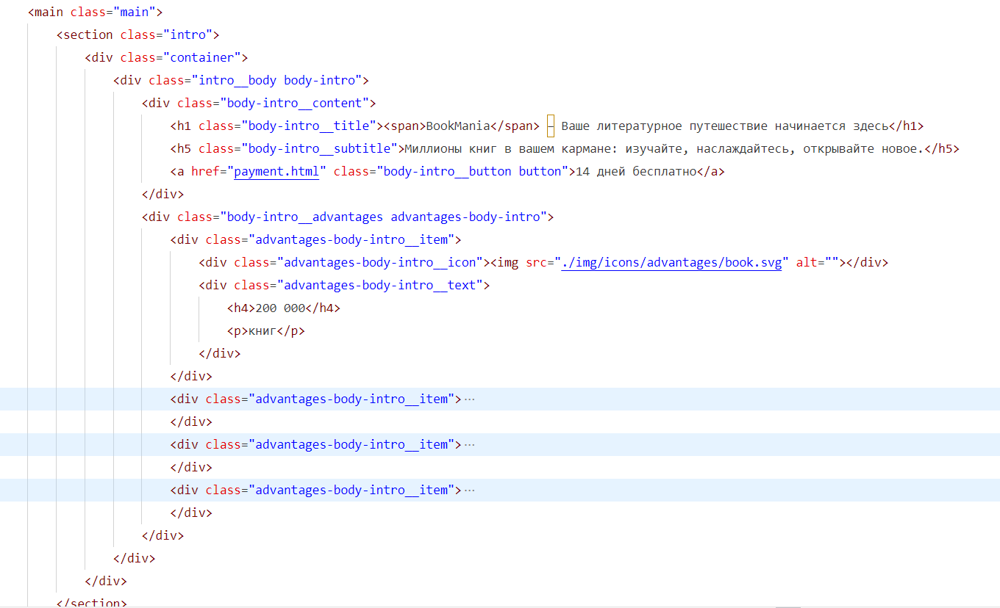 <main class="main">
<section class="intro">
<div class="container">
<div class="intro__body body-intro">
<div class="body-intro__content">
<h1 class="body-intro__title"><span>BookMania</span> – Ваше литературное путешествие начинается здесь</h1>
<h5 class="body-intro__subtitle">Миллионы книг в вашем кармане: изучайте, наслаждайтесь, открывайте новое.</h5>
<a href="payment.html" class="body-intro__button button">14 дней бесплатно</a>
</div>
<div class="body-intro__advantages advantages-body-intro">
<div class="advantages-body-intro__item">
<div class="advantages-body-intro__icon"><img src="./img/icons/advantages/book.svg" alt=""></div>
<div class="advantages-body-intro__text">
<h4>200 000</h4>
<p>книг</p>
</div>
</div>
<div class="advantages-body-intro__item">···
</div>
<div class="advantages-body-intro__item">···
</div>
<div class="advantages-body-intro__item">···
</div>
</div>
</div>
</div>
</section>